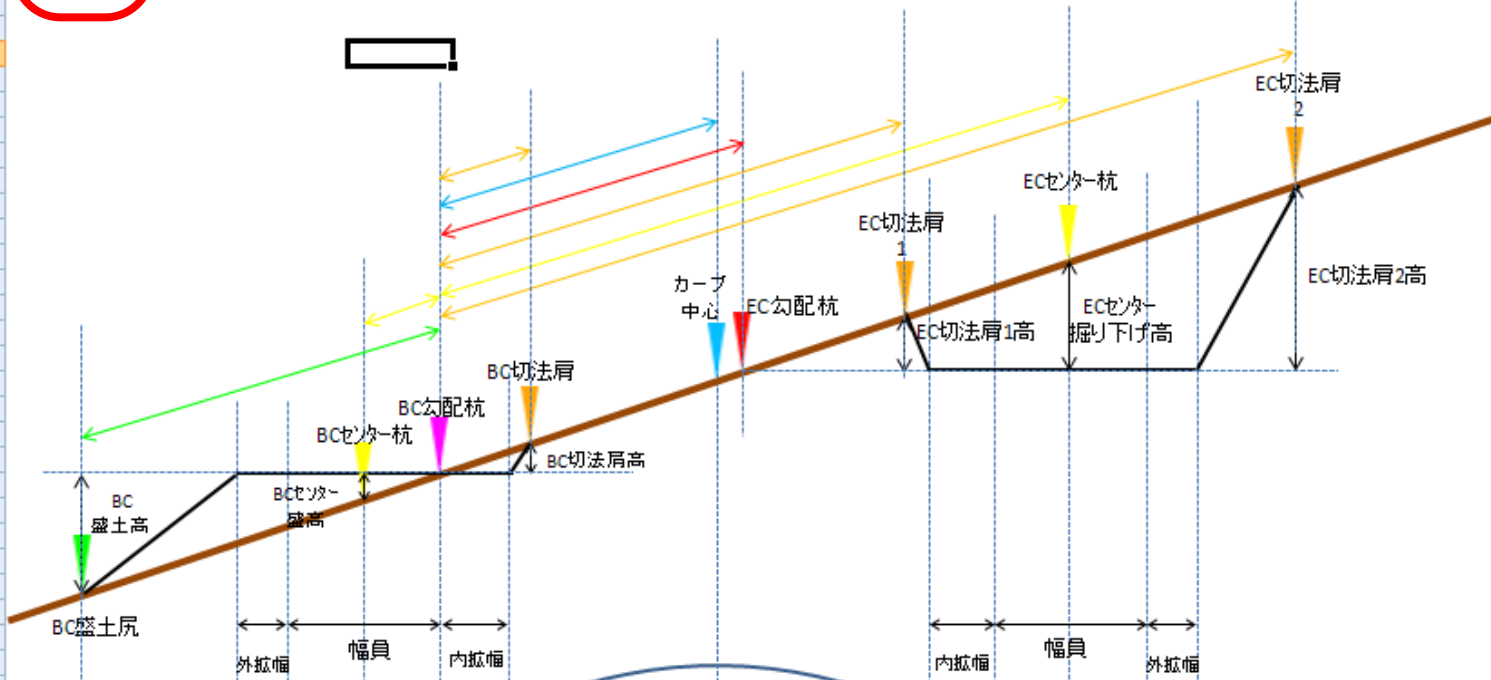 EC切法肩
2
ECセンター杭
EC切法肩
1
EC切法肩2高
カーブ
中心
EC勾配杭
ECセンター
掘り下げ高
EC切法肩1高
BC切法肩
BC勾配杭
BCセンター杭
BC切法肩高
BCセンター
盛高
BC
盛土高
BC盛土尻
外拡幅
幅員
内拡幅
内拡幅
幅員
外拡幅